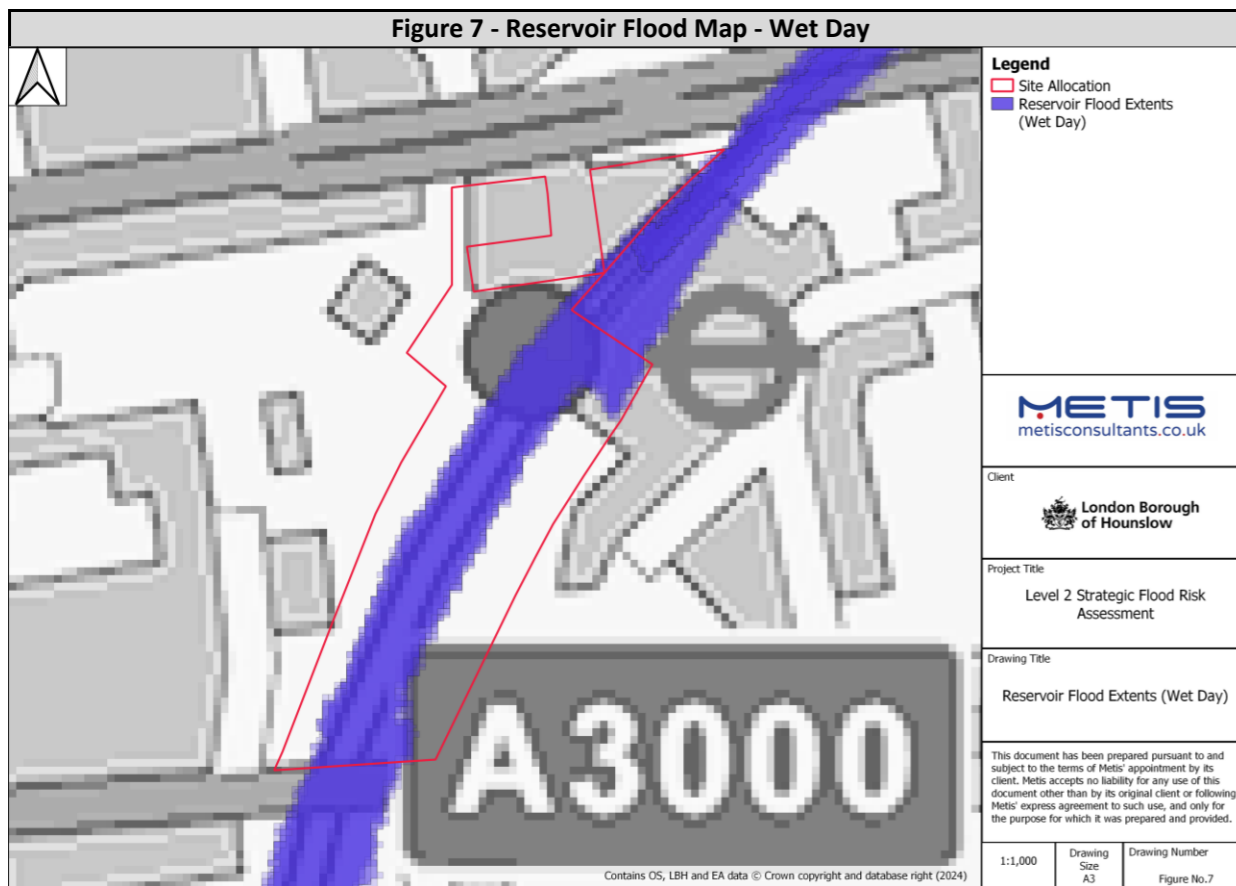 Figure 7 - Reservoir Flood Map - Wet Day
Legend
Site Allocation
Reservoir Flood Extents
(Wet Day)
METIS
metisconsultants.co.uk
Client
London Borough
of Hounslow
Project Title
Level 2 Strategic Flood Risk
Assessment
Drawing Title
Reservoir Flood Extents (Wet Day)
This document has been prepared pursuant to and
subject to the terms of Metis' appointment by its
client. Metis accepts no liability for any use of this
document other than by its original client or following
Metis' express agreement to such use, and only for
the purpose for which it was prepared and provided.
1:1,000
Drawing
Size
A3
Drawing Number
Figure No.7
A3000
Contains OS, LBH and EA data © Crown copyright and database right (2024)